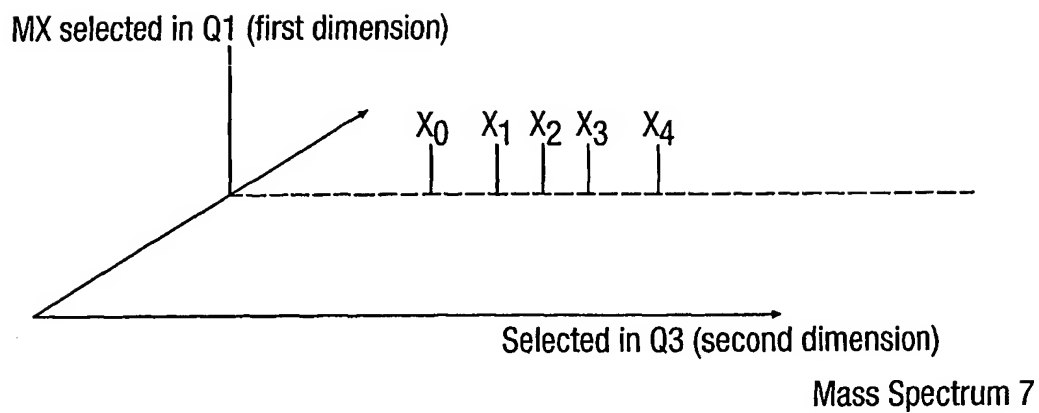 MX selected in Q1 (first dimension)
X0 X1 X2 X3 X4
Selected in Q3 (second dimension)
Mass Spectrum 7